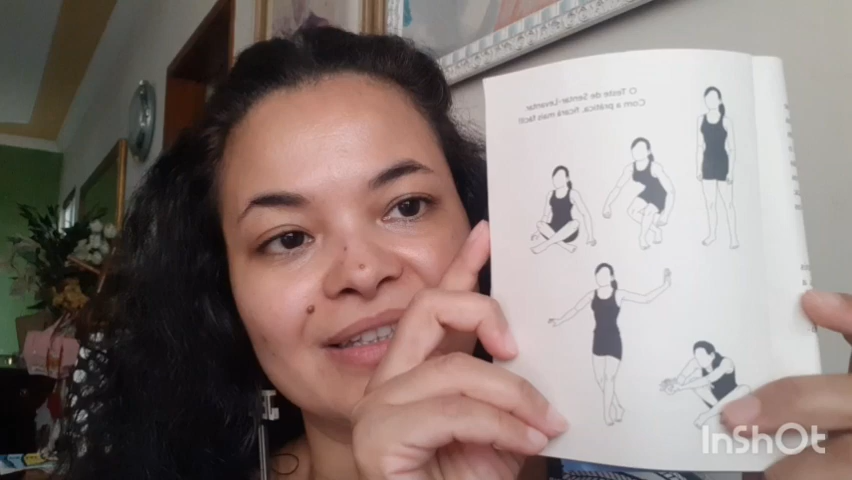 O Teste de Sentar-Levantar.
Com a prática, ficará mais fácil!
InShOt